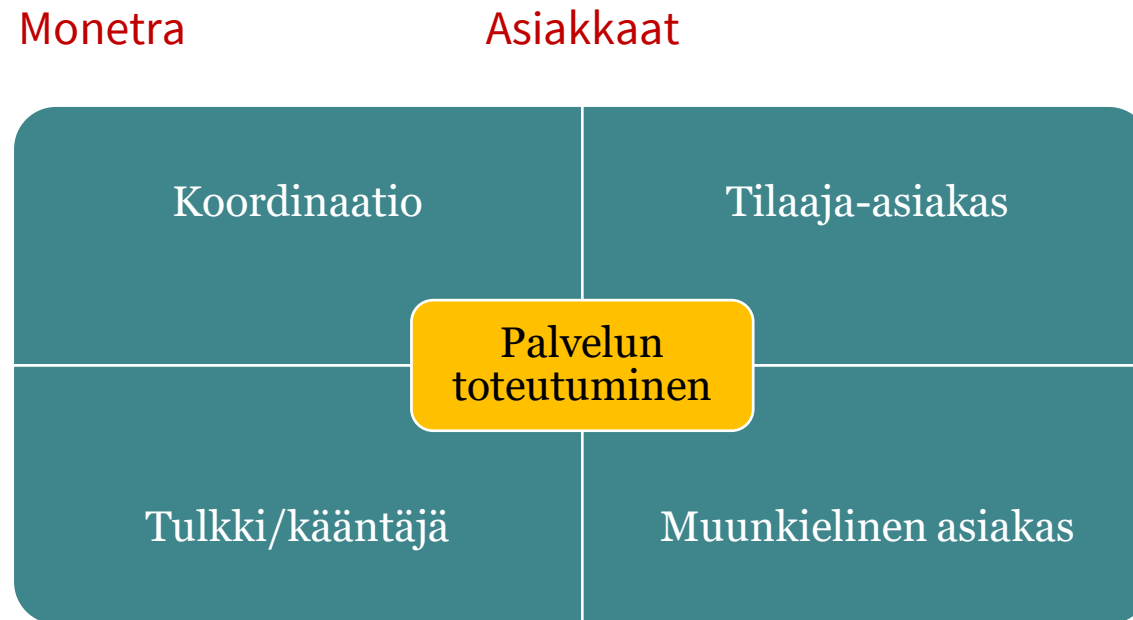 Monetra
Asiakkaat
Koordinaatio
Tilaaja-asiakas
Palvelun
toteutuminen
Tulkki/kääntäjä
Muunkielinen asiakas